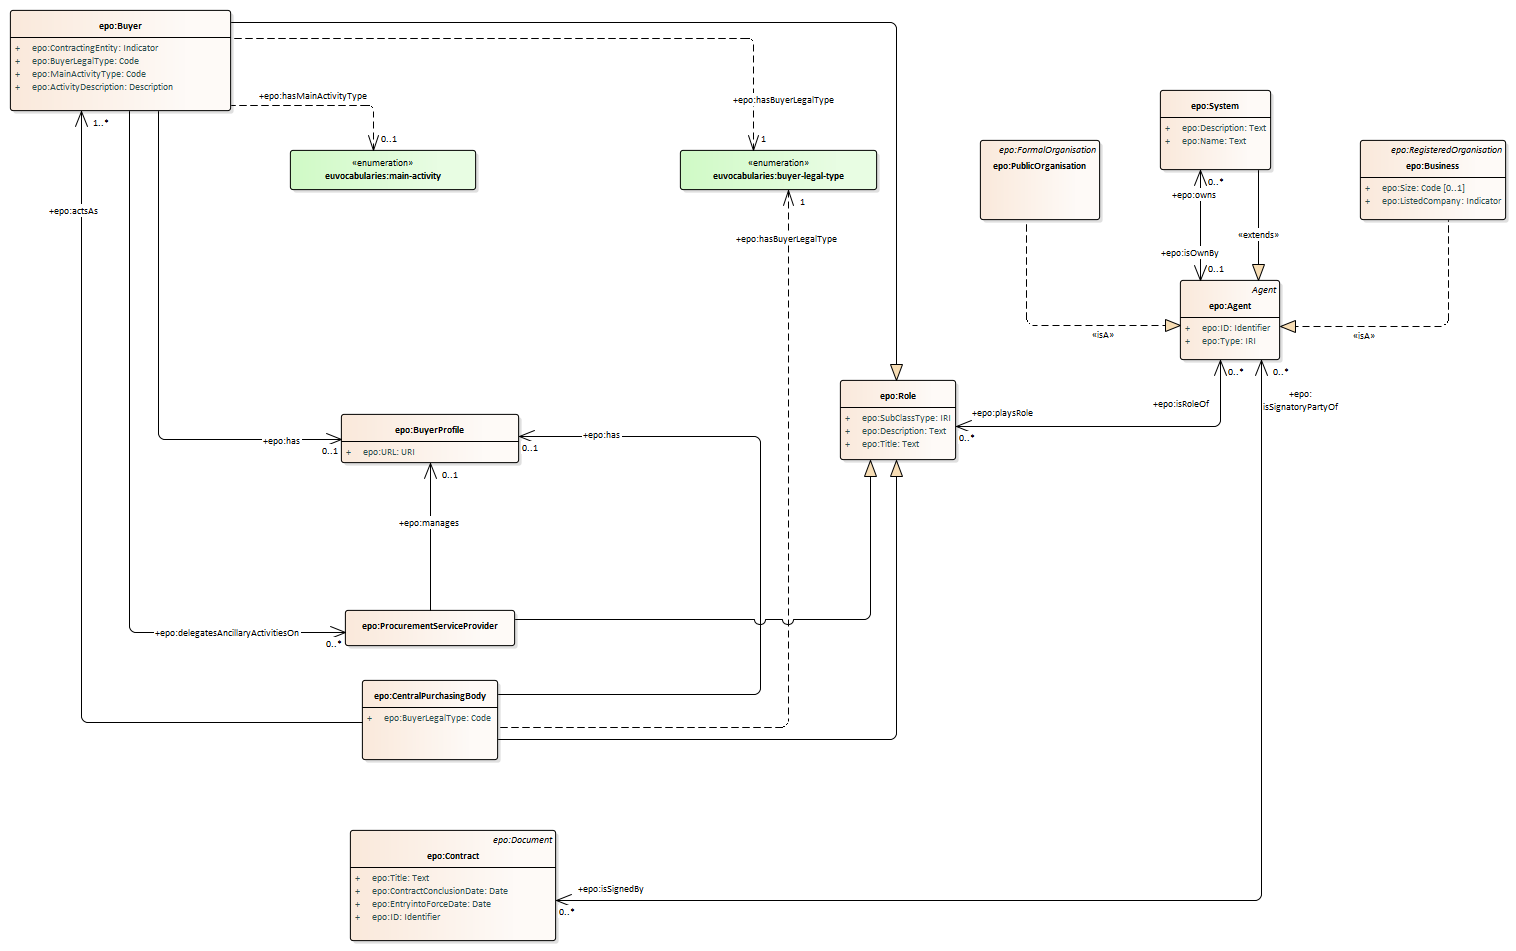 epo:Buyer
+ epo:ContractingEntity: Indicator
+ epo:BuyerLegalType: Code
+ epo:MainActivityType: Code
+ epo:ActivityDescription: Description
+epo:hasMainActivityType
0..1
«enumeration»
euvocabularies:main-activity
+epo:hasBuyerLegalType
1
«enumeration»
euvocabularies:buyer-legal-type
1
+epo:hasBuyerLegalType
1..*
+epo:actsAs
epo:System
+ epo:Description: Text
+ epo:Name: Text
epo:FormalOrganisation
epo:PublicOrganisation
epo:RegisteredOrganisation
epo:Business
+ epo:Size: Code [0..1]
+ epo:ListedCompany: Indicator
0..*
+epo:owns
«extends»
+epo:isOwnBy
0..1
Agent
epo:Agent
+ epo:ID: Identifier
+ epo:Type: IRI
«isA»
«isA»
0..*
0..*
+epo:isRoleOf
+epo:
isSignatoryPartyOf
epo:Role
+ epo:SubClassType: IRI
+ epo:Description: Text
+ epo:Title: Text
+epo:playsRole
0..*
epo:BuyerProfile
+ epo:URL: URI
+epo:has
0..1
+epo:has
0..1
0..1
+epo:manages
epo:ProcurementServiceProvider
+epo:delegatesAncillaryActivitiesOn
0..*
epo:CentralPurchasingBody
+ epo:BuyerLegalType: Code
epo:Document
epo:Contract
+ epo:Title: Text
+ epo:ContractConclusionDate: Date
+ epo:EntryintoForceDate: Date
+ epo:ID: Identifier
+epo:isSignedBy
0..*